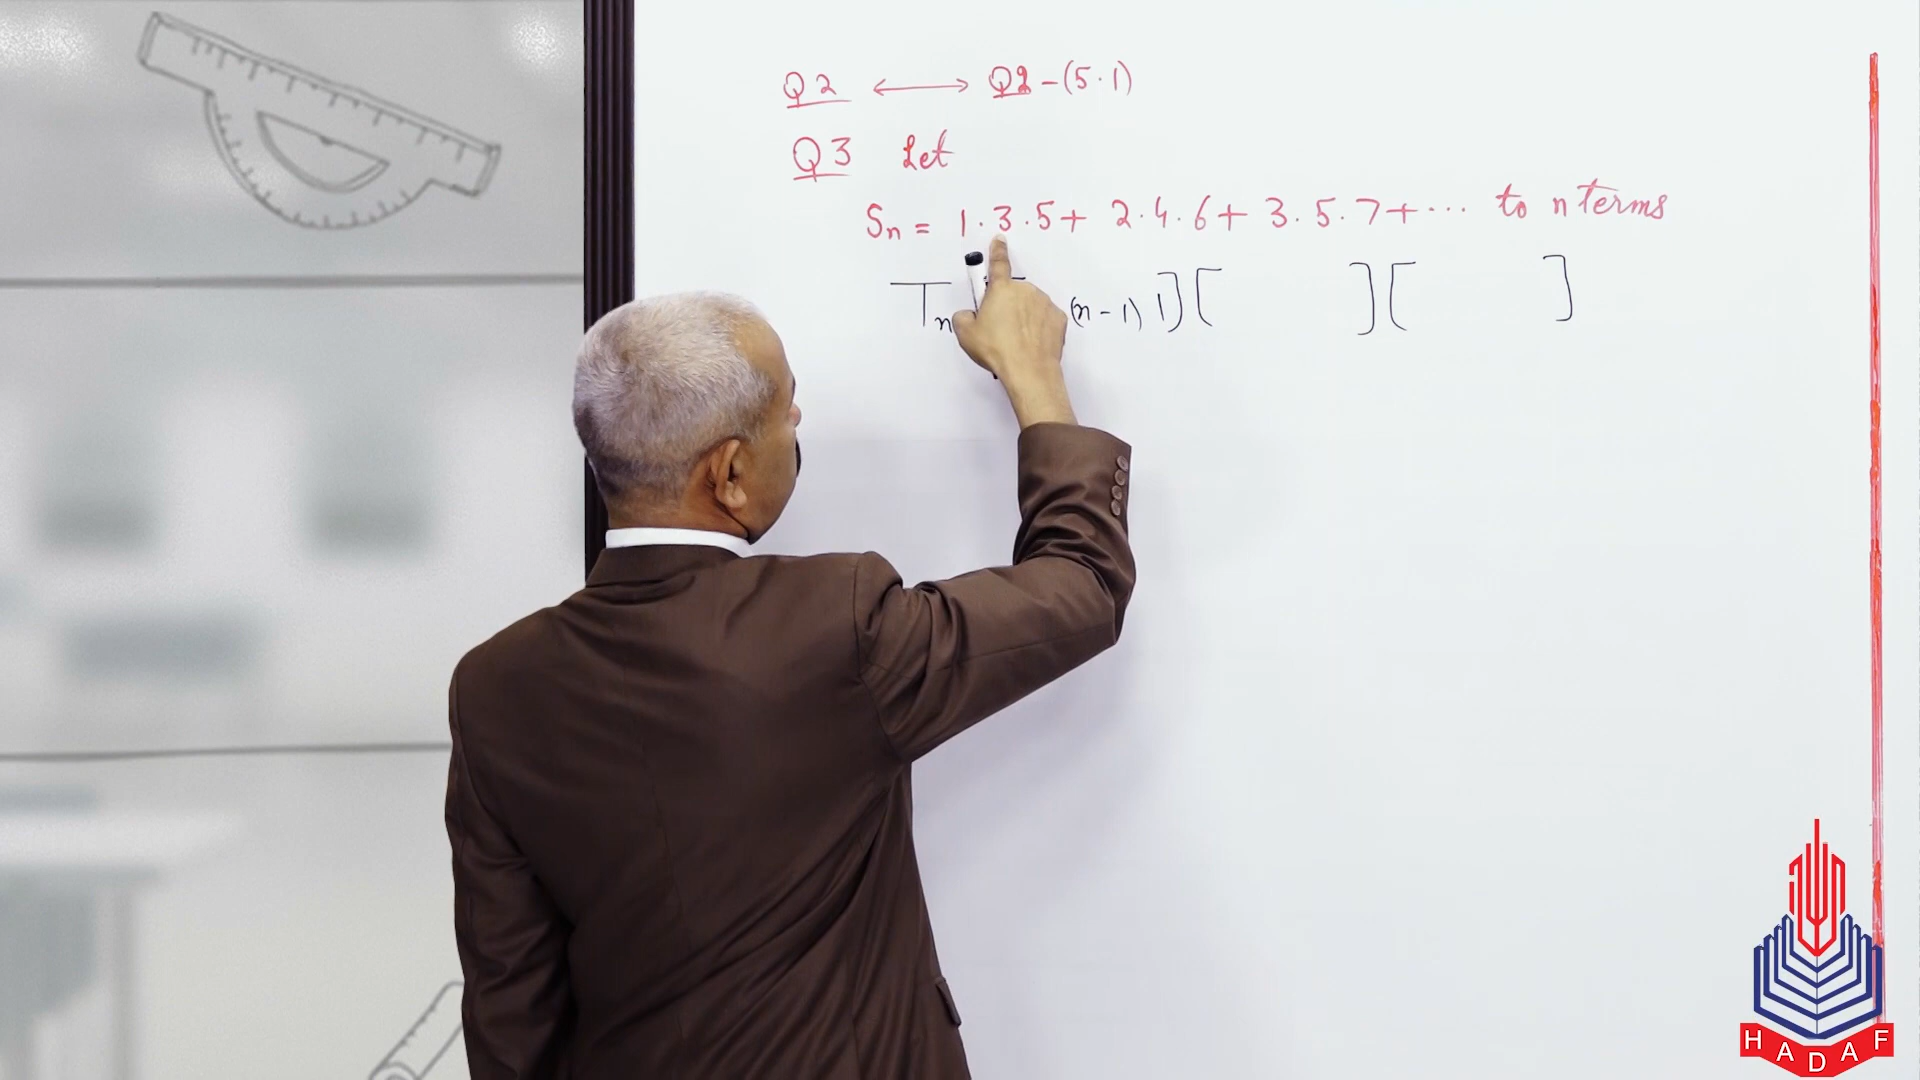 Q2 ⟷ Q2-(5.1)
Q3 Let
Sn = 1.3.5+ 2.4.6+ 3.5.7+... to n terms
Tn (n-1) 1][ ][ ]
HADAF